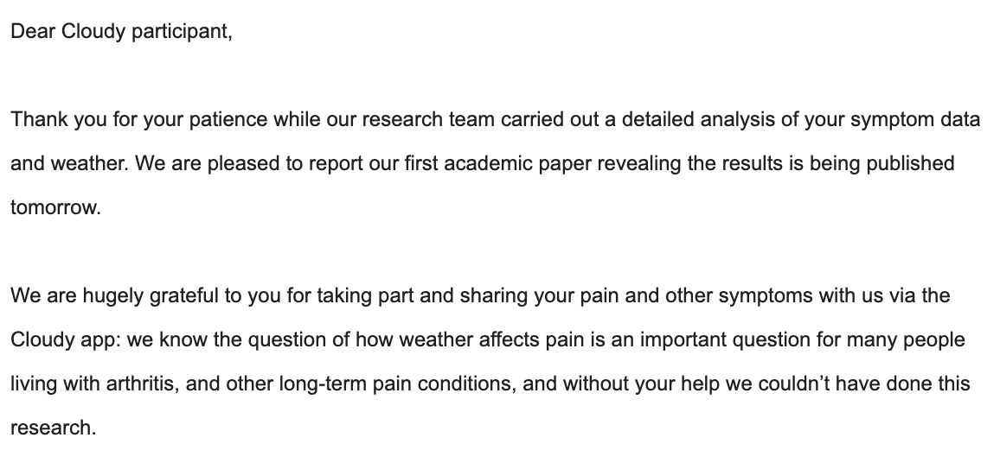 Dear Cloudy participant,
Thank you for your patience while our research team carried out a detailed analysis of your symptom data
and weather. We are pleased to report our first academic paper revealing the results is being published
tomorrow.
We are hugely grateful to you for taking part and sharing your pain and other symptoms with us via the
Cloudy app: we know the question of how weather affects pain is an important question for many people
living with arthritis, and other long-term pain conditions, and without your help we couldn’t have done this
research.